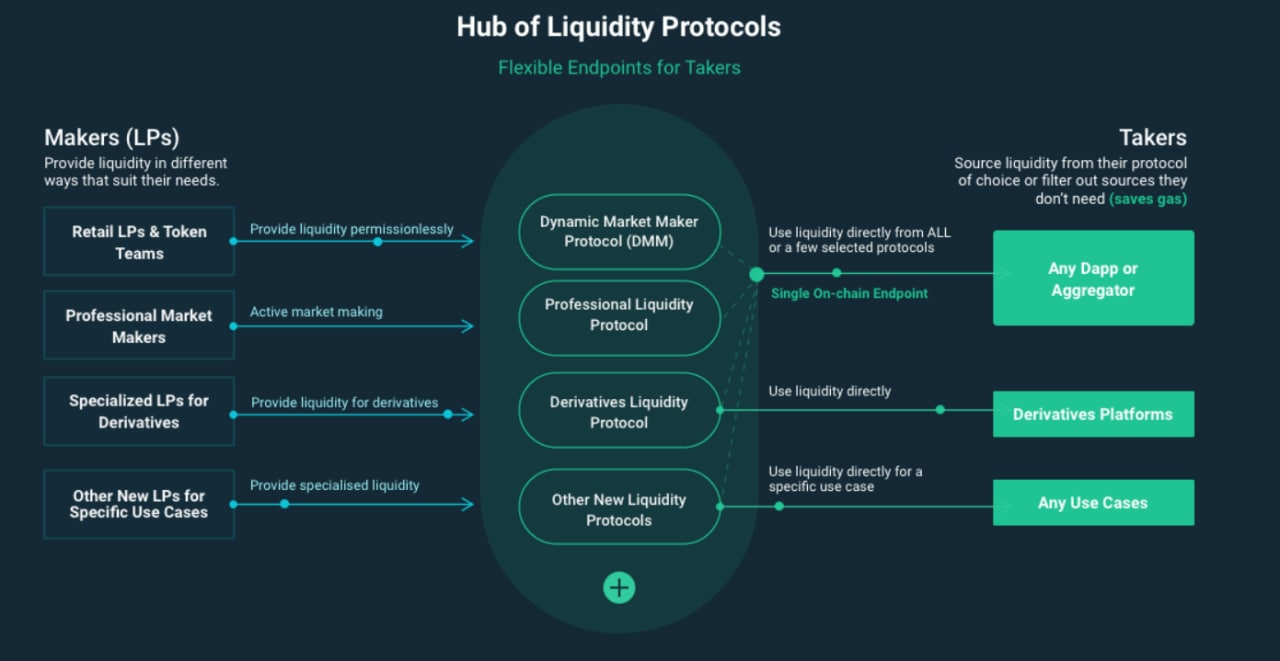 Hub of Liquidity Protocols
Flexible Endpoints for Takers
Makers (LPs)
Provide liquidity in different
ways that suit their needs.
Retail LPs & Token
Teams
Provide liquidity permissionlessly
Professional Market
Makers
Active market making
Specialized LPs for
Derivatives
Provide liquidity for derivatives
Other New LPs for
Specific Use Cases
Provide specialised liquidity
Dynamic Market Maker
Protocol (DMM)
Professional Liquidity
Protocol
Derivatives Liquidity
Protocol
Other New Liquidity
Protocols
Takers
Source liquidity from their protocol
of choice or filter out sources they
don't need (saves gas)
Use liquidity directly from ALL
or a few selected protocols
Single On-chain Endpoint
Any Dapp or
Aggregator
Use liquidity directly
Derivatives Platforms
Use liquidity directly for a
specific use case
Any Use Cases